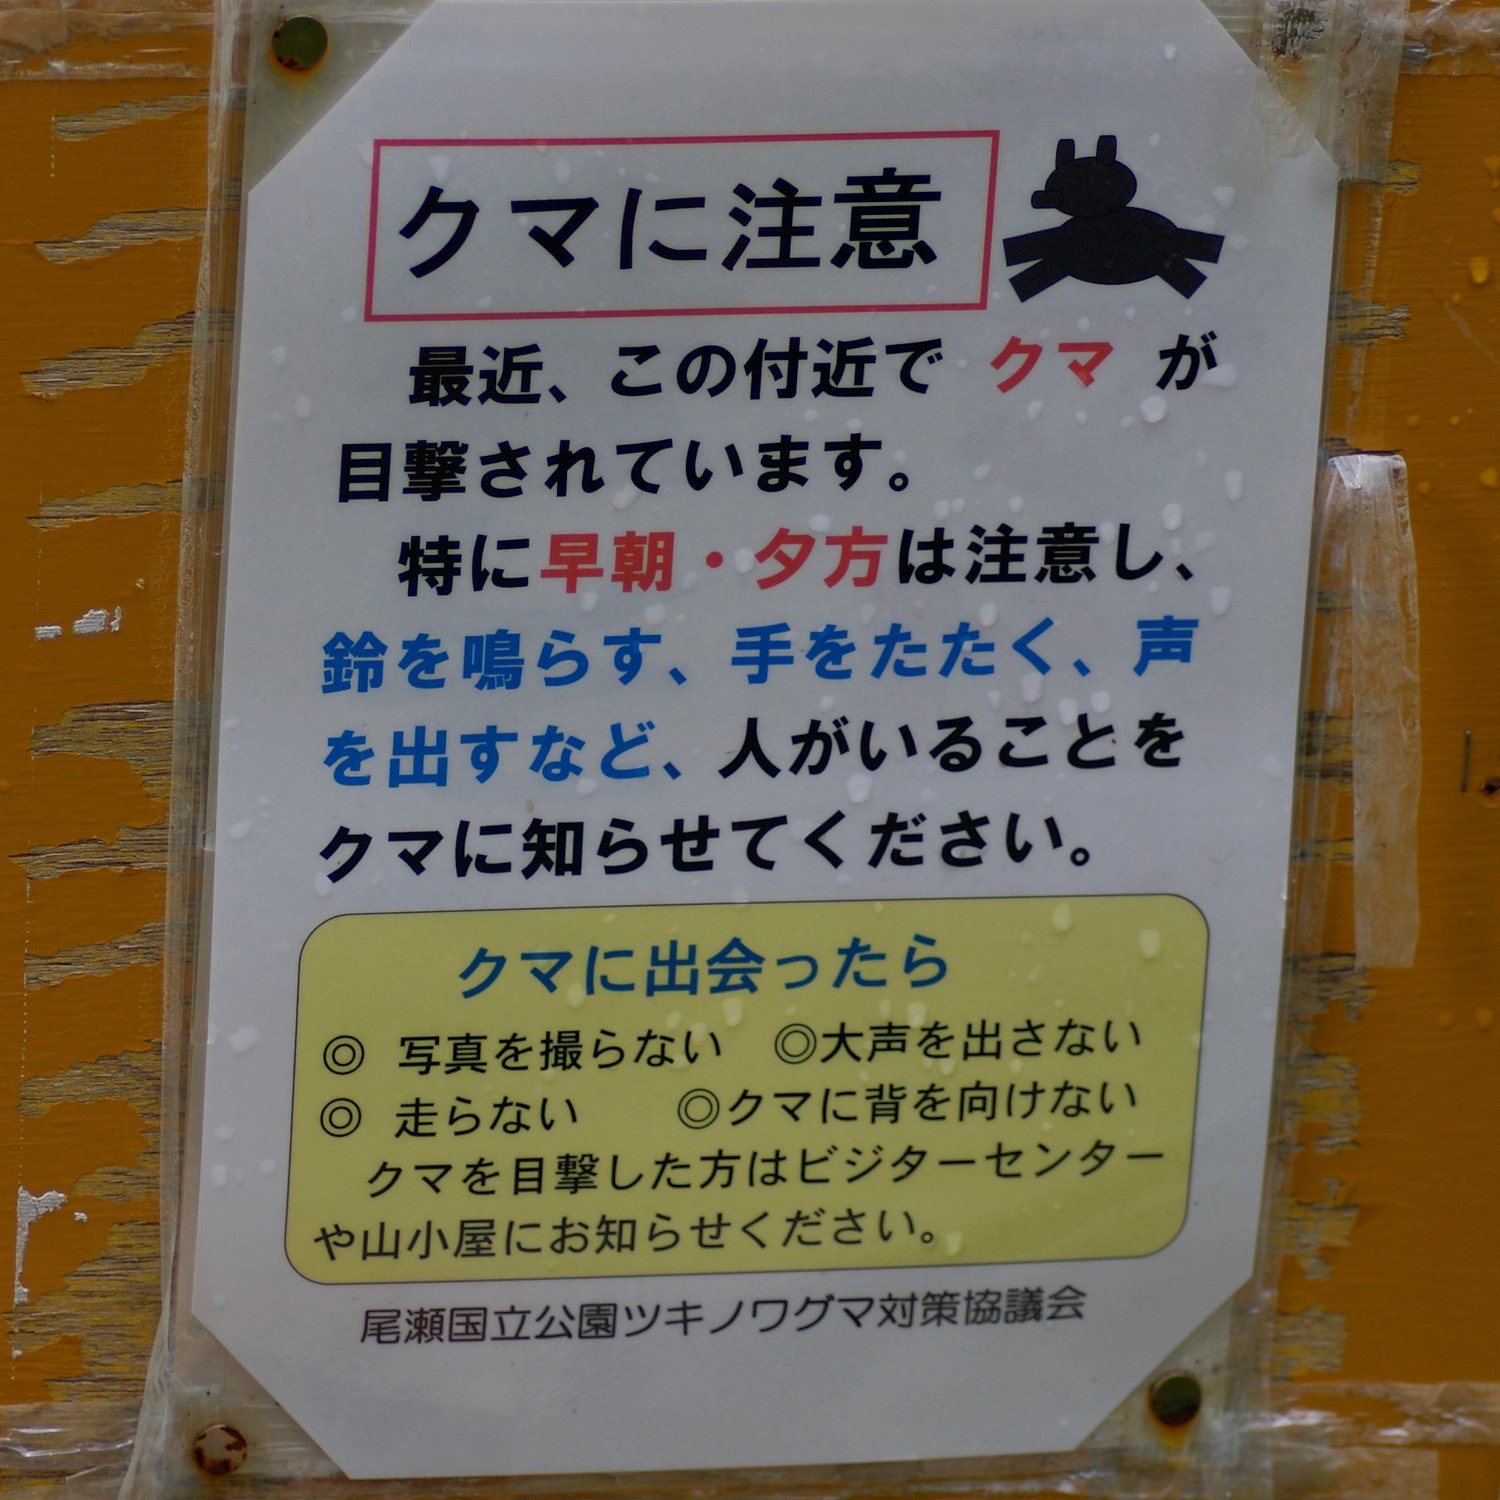 クマに注意
最近、この付近で クマ が
目撃されています。
特に早朝・夕方は注意し、
鈴を鳴らす、手をたたく、声
を出すなど、人がいることを
クマに知らせてください。
クマに出会ったら
◎ 写真を撮らない ◎大声を出さない
◎ 走らない ◎クマに背を向けない
クマを目撃した方はビジターセンター
や山小屋にお知らせください。
尾瀬国立公園ツキノワグマ対策協議会